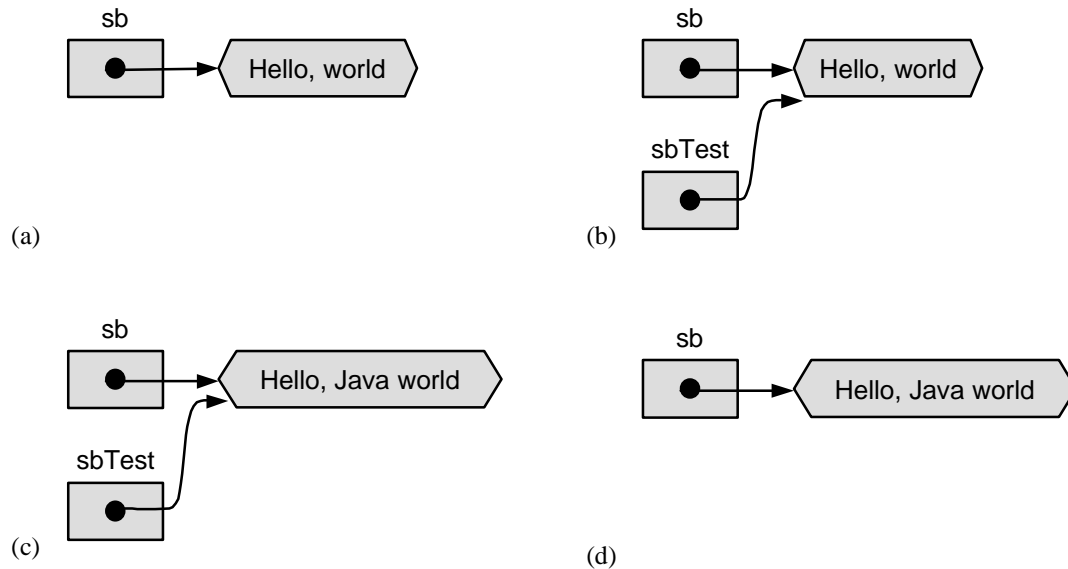 sb
Hello, world
(a)
sb
Hello, world
sbTest
(b)
sb
Hello, Java world
sbTest
(c)
sb
Hello, Java world
(d)